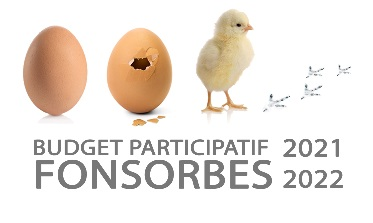 BUDGET PARTICIPATIF 2021
FONSORBES 2022